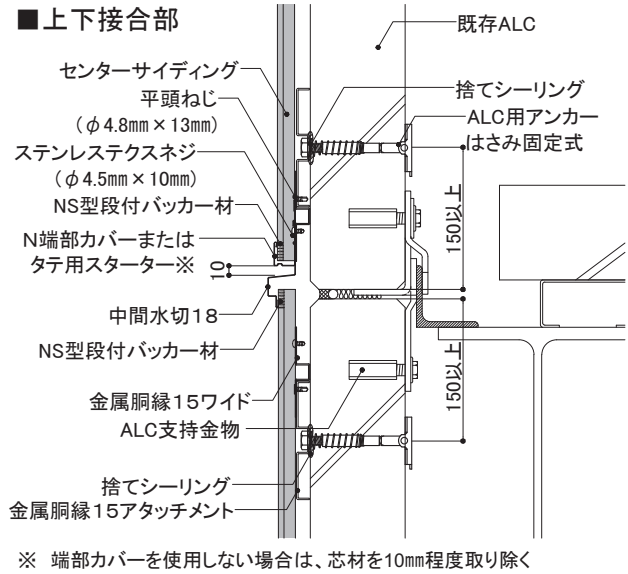 ■上下接合部
既存ALC
センターサイディング
平頭ねじ
（φ4.8㎜×13㎜）
ステンレステクスネジ
（φ4.5㎜×10㎜）
NS型段付バッカー材
N端部カバーまたは
タテ用スターター※
10
中間水切18
NS型段付バッカー材
金属胴縁15ワイド
ALC支持金物
捨てシーリング
金属胴縁15アタッチメント
捨てシーリング
ALC用アンカー
はさみ固定式
150以上
150以上
※ 端部カバーを使用しない場合は、芯材を10㎜程度取り除く